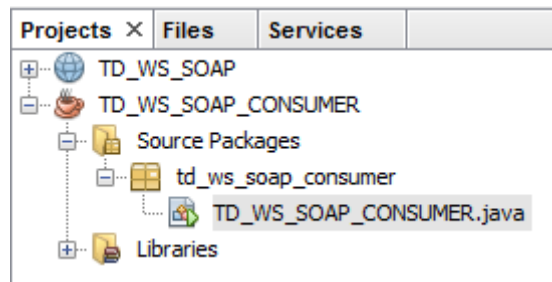 Projects × Files Services
TD_WS_SOAP
TD_WS_SOAP_CONSUMER
Source Packages
td_ws_soap_consumer
TD_WS_SOAP_CONSUMER.java
Libraries